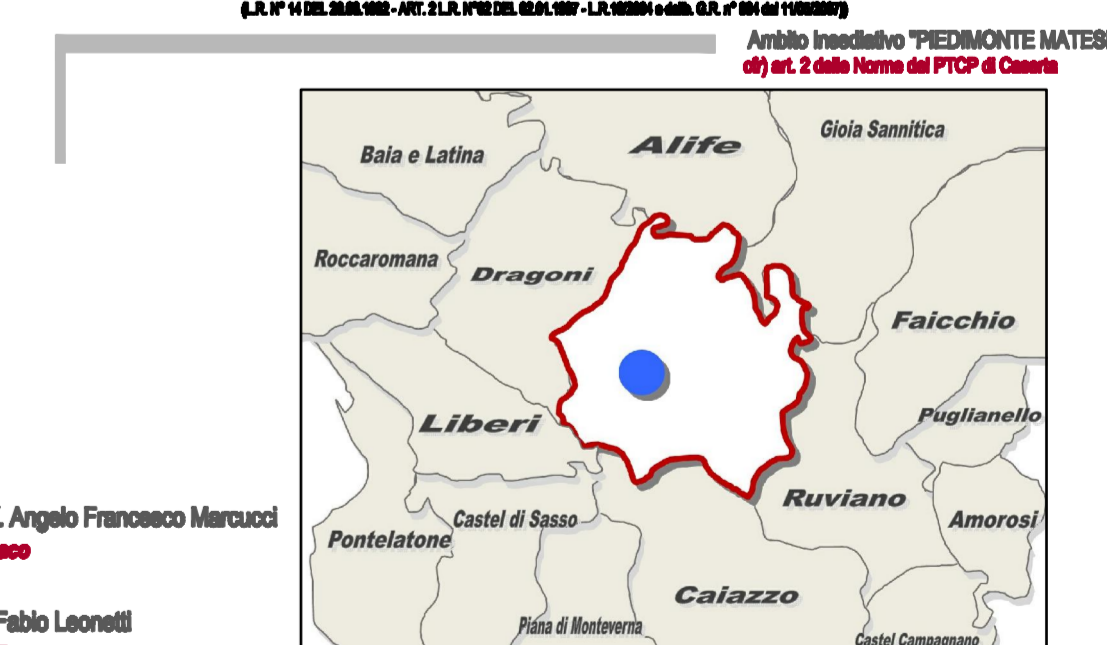 Ambito insediativo "PIEDIMONTE MATES
cfr) art. 2 delle Norme del PTCP di Caserta
Gioia Sannitica
Alife
Baia e Latina
Roccaromana
Dragoni
Faicchio
Puglianello
Liberi
Ruviano
. Angelo Francesco Marcucci
Castel di Sasso
Amorosi
Pontelatone
Caiazzo
Fabio Leonetti
Piana di Monteverna
Castel Campagnano